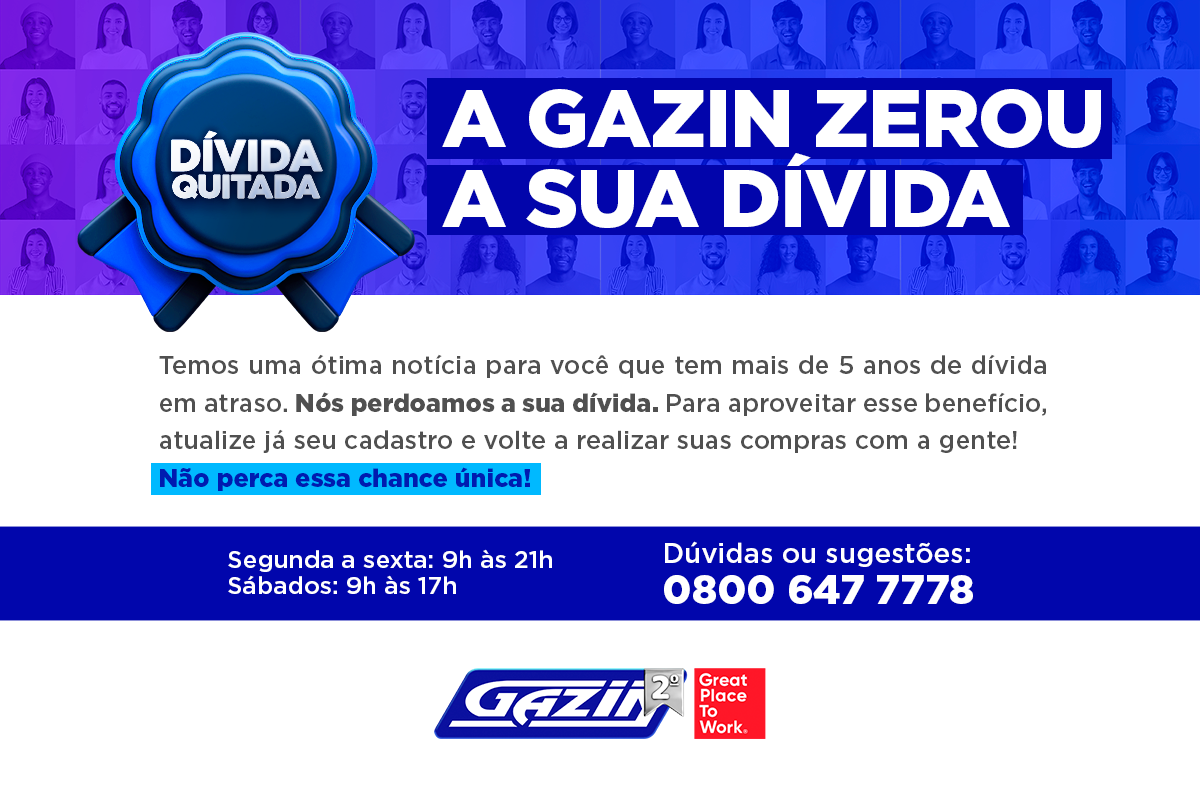 DÍVIDA
QUITADA
A GAZIN ZEROU
A SUA DÍVIDA
Temos uma ótima notícia para você que tem mais de 5 anos de dívida
em atraso. Nós perdoamos a sua dívida. Para aproveitar esse benefício,
atualize já seu cadastro e volte a realizar suas compras com a gente!
Não perca essa chance única!
Segunda a sexta: 9h às 21h
Sábados: 9h às 17h
Dúvidas ou sugestões:
0800 647 7778
GAZIN
2º
Great
Place
To
Work®